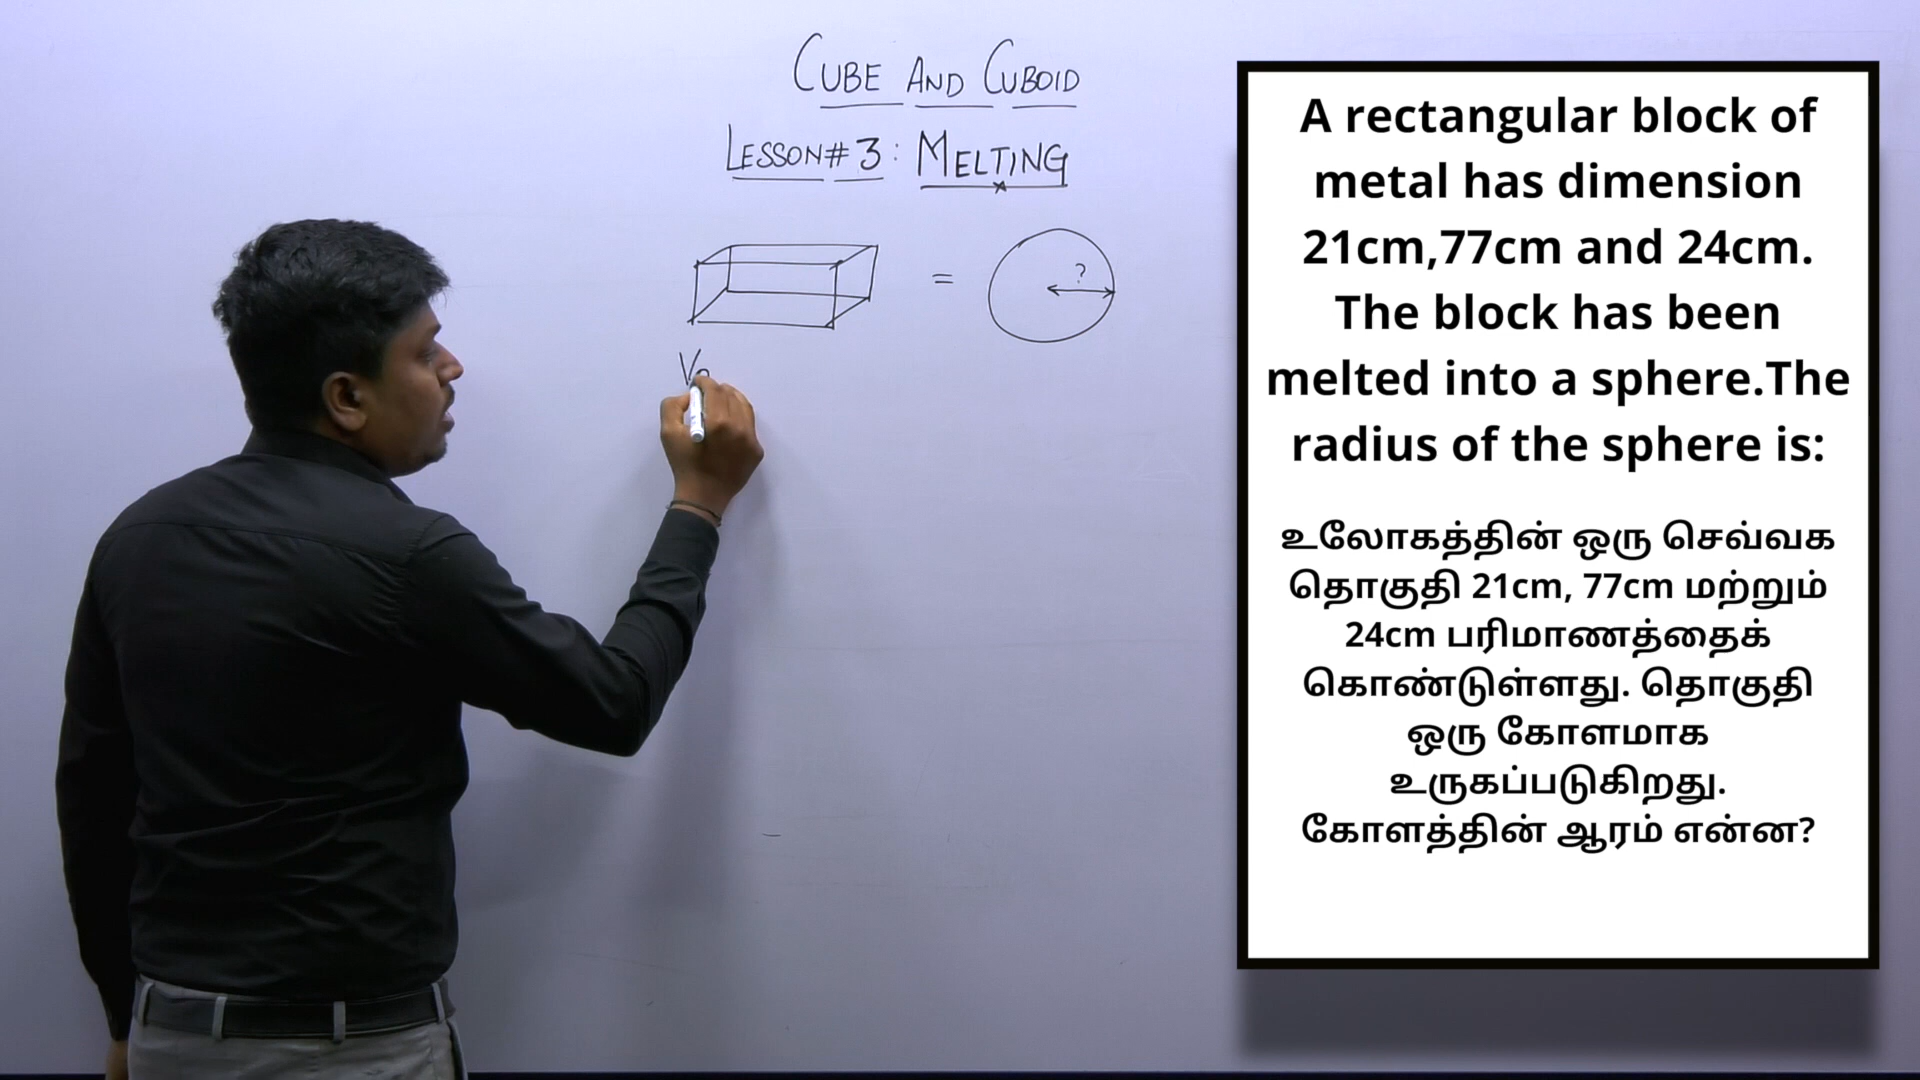 CUBE AND CUBOID
LESSON# 3 : MELTING
= ?
Vo
A rectangular block of
metal has dimension
21cm,77cm and 24cm.
The block has been
melted into a sphere.The
radius of the sphere is:
உலோகத்தின் ஒரு செவ்வக
தொகுதி 21cm, 77cm மற்றும்
24cm பரிமாணத்தைக்
கொண்டுள்ளது. தொகுதி
ஒரு கோளமாக
உருகப்படுகிறது.
கோளத்தின் ஆரம் என்ன?